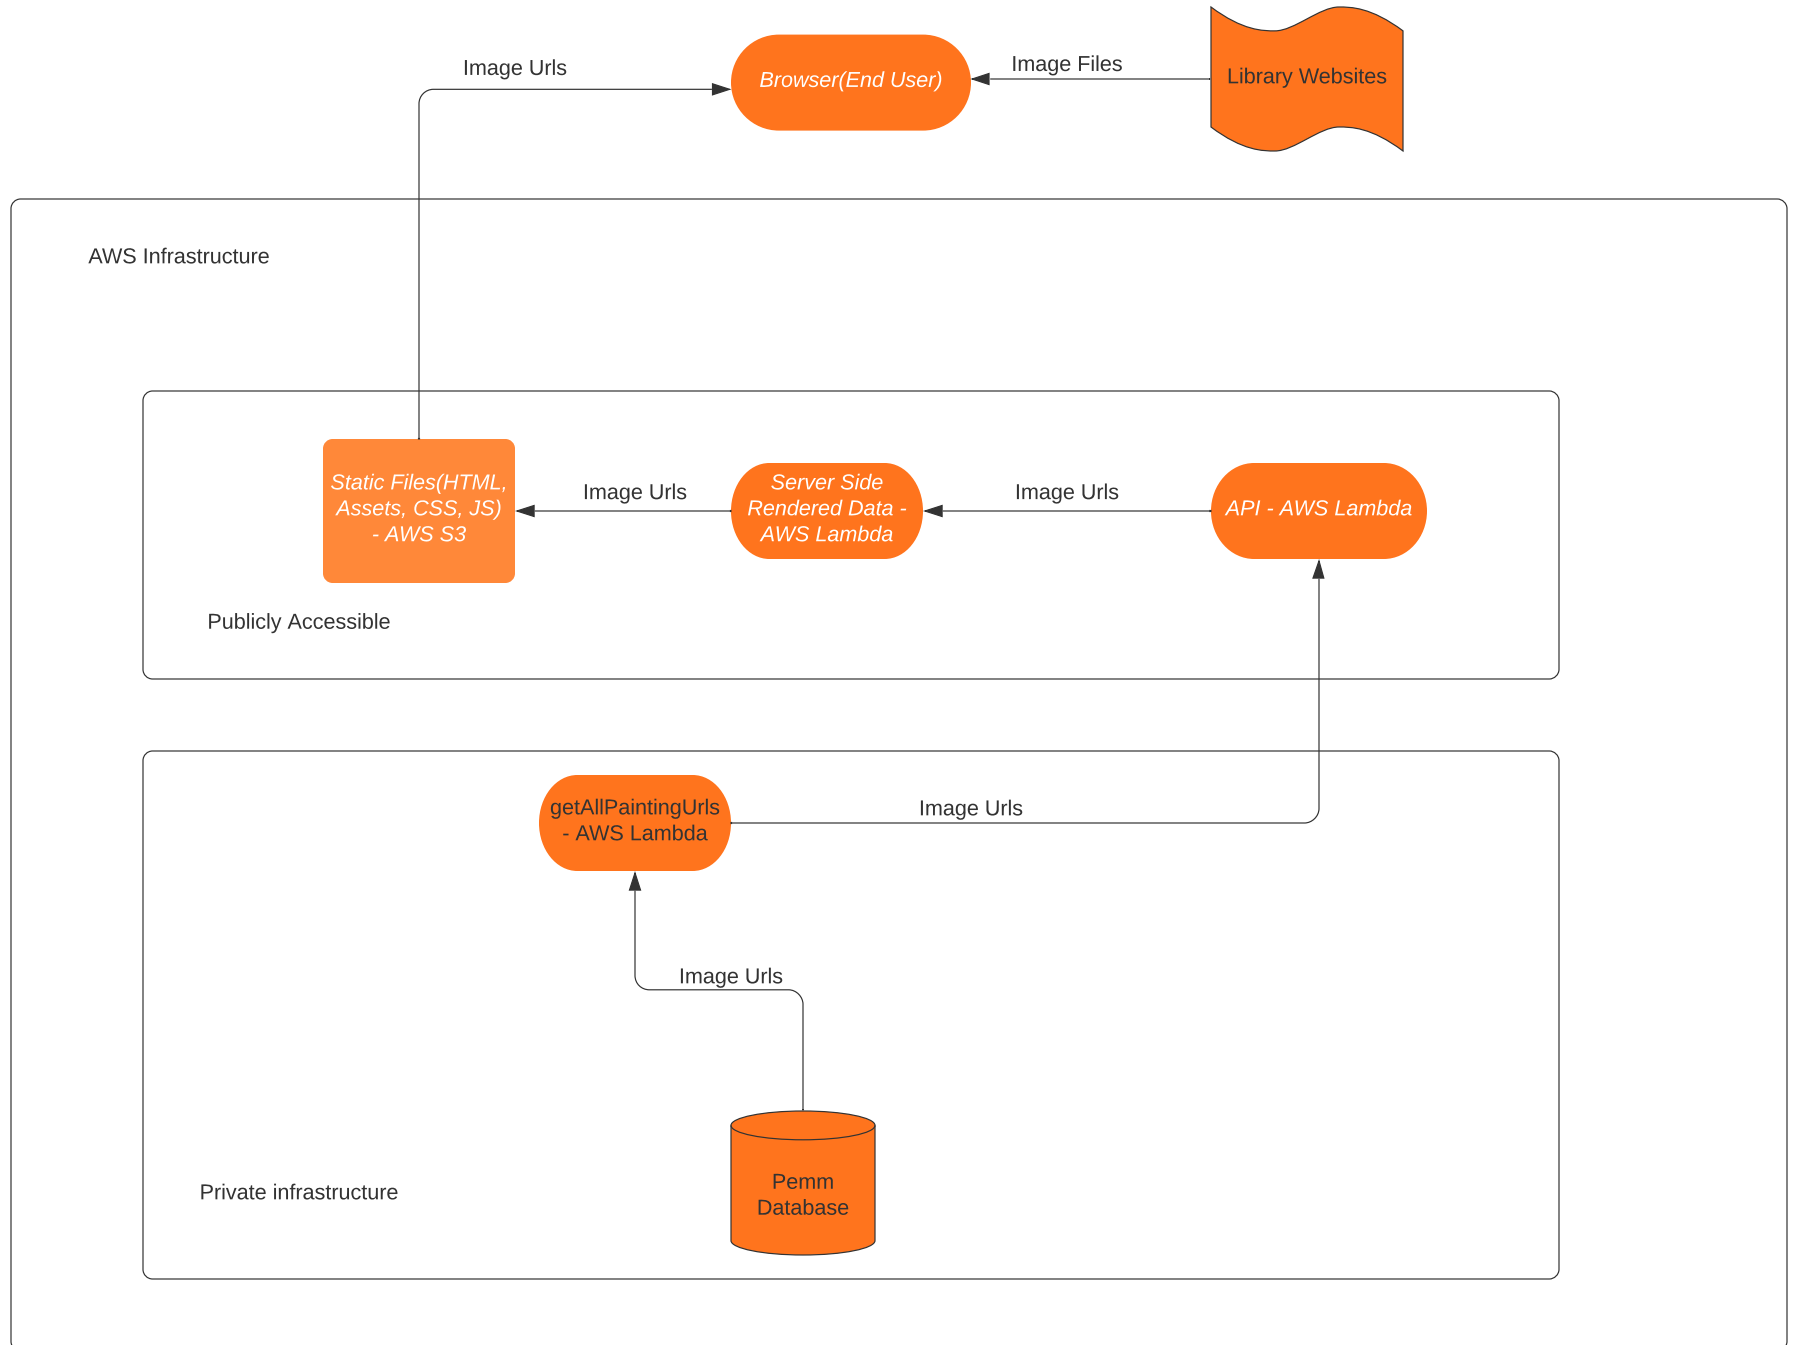 Image Urls
Browser(End User)
Image Files
Library Websites
AWS Infrastructure
Static Files(HTML,
Assets, CSS, JS)
- AWS S3
Image Urls
Server Side
Rendered Data -
AWS Lambda
Image Urls
API - AWS Lambda
Publicly Accessible
getAllPaintingUrls
- AWS Lambda
Image Urls
Image Urls
Private infrastructure
Pemm
Database